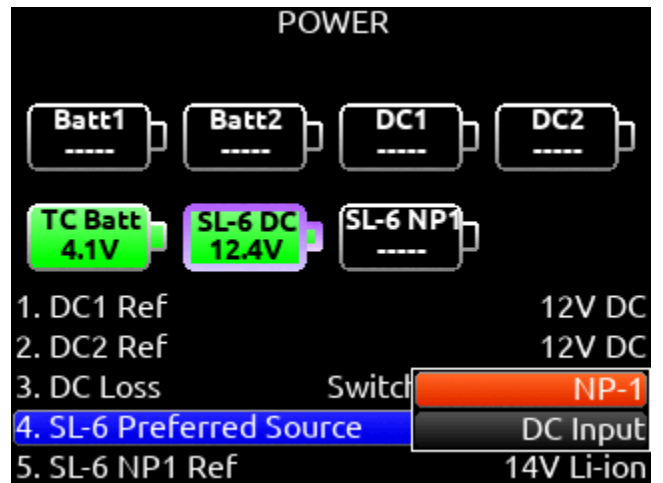 POWER
Batt1 Batt2 DC1 DC2
----- ----- ----- -----
TC Batt SL-6 DC SL-6 NP1
4.1V 12.4V -----
1. DC1 Ref 12V DC
2. DC2 Ref 12V DC
3. DC Loss Switch NP-1
4. SL-6 Preferred Source DC Input
5. SL-6 NP1 Ref 14V Li-ion